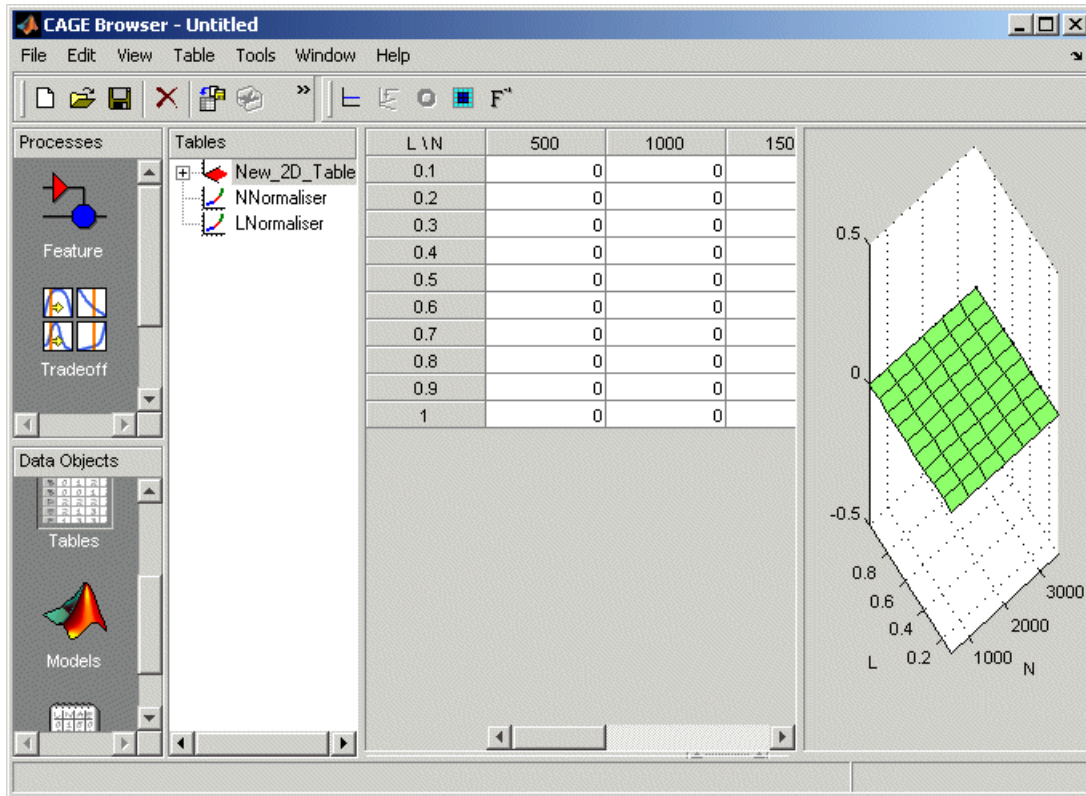 CAGE Browser - Untitled
File Edit View Table Tools Window Help
» F
Processes
Feature
Tradeoff
Data Objects
Tables
Models
Tables
New_2D_Table
NNormaliser
LNormaliser
L \ N 500 1000 150
0.1 0 0
0.2 0 0
0.3 0 0
0.4 0 0
0.5 0 0
0.6 0 0
0.7 0 0
0.8 0 0
0.9 0 0
1 0 0
0.5
0
-0.5
0.8
0.6
0.4
0.2
L
1000
2000
3000
N